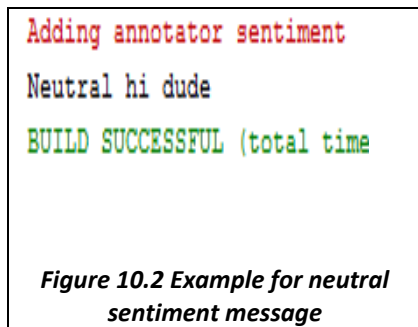 Adding annotator sentiment
Neutral hi dude
BUILD SUCCESSFUL (total time
Figure 10.2 Example for neutral
sentiment message